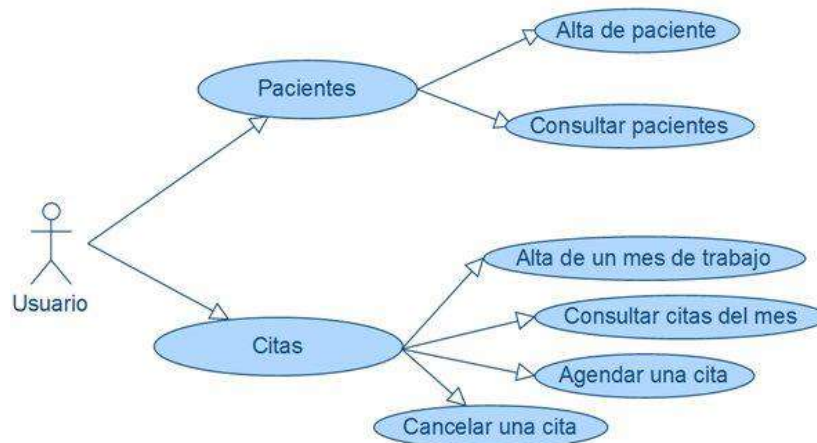 Alta de paciente
Pacientes
Consultar pacientes
Usuario
Alta de un mes de trabajo
Consultar citas del mes
Citas
Agendar una cita
Cancelar una cita